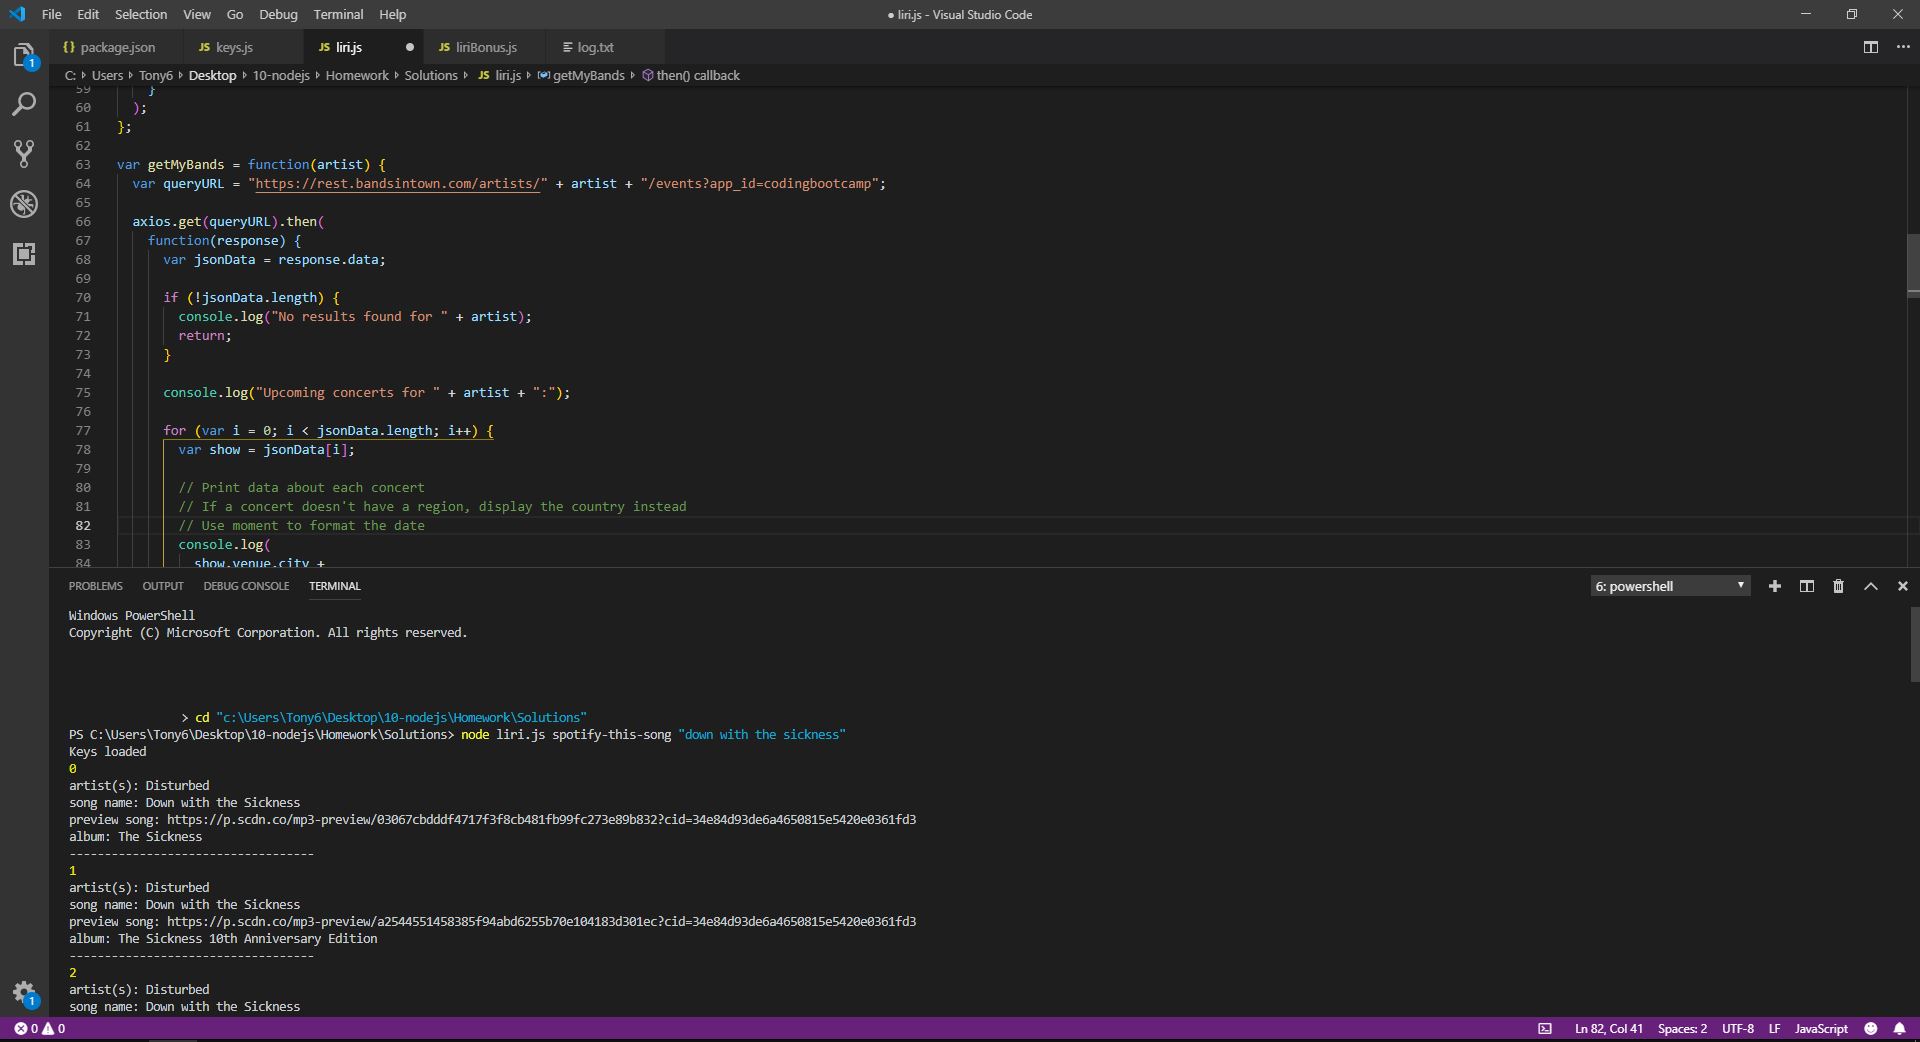 File Edit Selection View Go Debug Terminal Help
● liri.js - Visual Studio Code
{} package.json JS keys.js JS liri.js ● JS liriBonus.js log.txt
C: Users Tony6 Desktop 10-nodejs Homework Solutions JS liri.js getMyBands then() callback
59 }
60 );
61 };
62
63 var getMyBands = function(artist) {
64 var queryURL = "https://rest.bandsintown.com/artists/" + artist + "/events?app_id=codingbootcamp";
65
66 axios.get(queryURL).then(
67 function(response) {
68 var jsonData = response.data;
69
70 if (!jsonData.length) {
71 console.log("No results found for " + artist);
72 return;
73 }
74
75 console.log("Upcoming concerts for " + artist + ":");
76
77 for (var i = 0; i < jsonData.length; i++) {
78 var show = jsonData[i];
79
80 // Print data about each concert
81 // If a concert doesn't have a region, display the country instead
82 // Use moment to format the date
83 console.log(
84 show.venue.city +
PROBLEMS OUTPUT DEBUG CONSOLE TERMINAL
6: powershell
Windows PowerShell
Copyright (C) Microsoft Corporation. All rights reserved.
> cd "c:\Users\Tony6\Desktop\10-nodejs\Homework\Solutions"
PS C:\Users\Tony6\Desktop\10-nodejs\Homework\Solutions> node liri.js spotify-this-song "down with the sickness"
Keys loaded
0
artist(s): Disturbed
song name: Down with the Sickness
preview song: https://p.scdn.co/mp3-preview/03067cbdddf4717f3f8cb481fb99fc273e89b832?cid=34e84d93de6a4650815e5420e0361fd3
album: The Sickness
-----------------------------------
1
artist(s): Disturbed
song name: Down with the Sickness
preview song: https://p.scdn.co/mp3-preview/a2544551458385f94abd6255b70e104183d301ec?cid=34e84d93de6a4650815e5420e0361fd3
album: The Sickness 10th Anniversary Edition
-----------------------------------
2
artist(s): Disturbed
song name: Down with the Sickness
0 0
Ln 82, Col 41 Spaces: 2 UTF-8 LF JavaScript
1
1